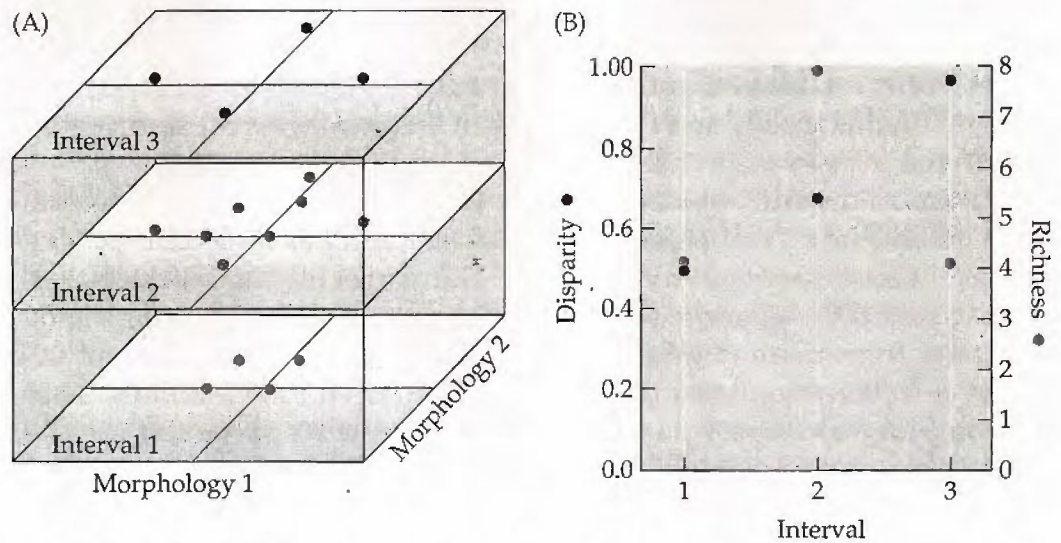 (A)
Interval 3
Interval 2
Interval 1
Morphology 1
Morphology 2
(B)
1.00
0.8
0.6
0.4
0.2
0.0
Disparity
8
7
6
5
4
3
2
1
0
Richness
1 2 3
Interval